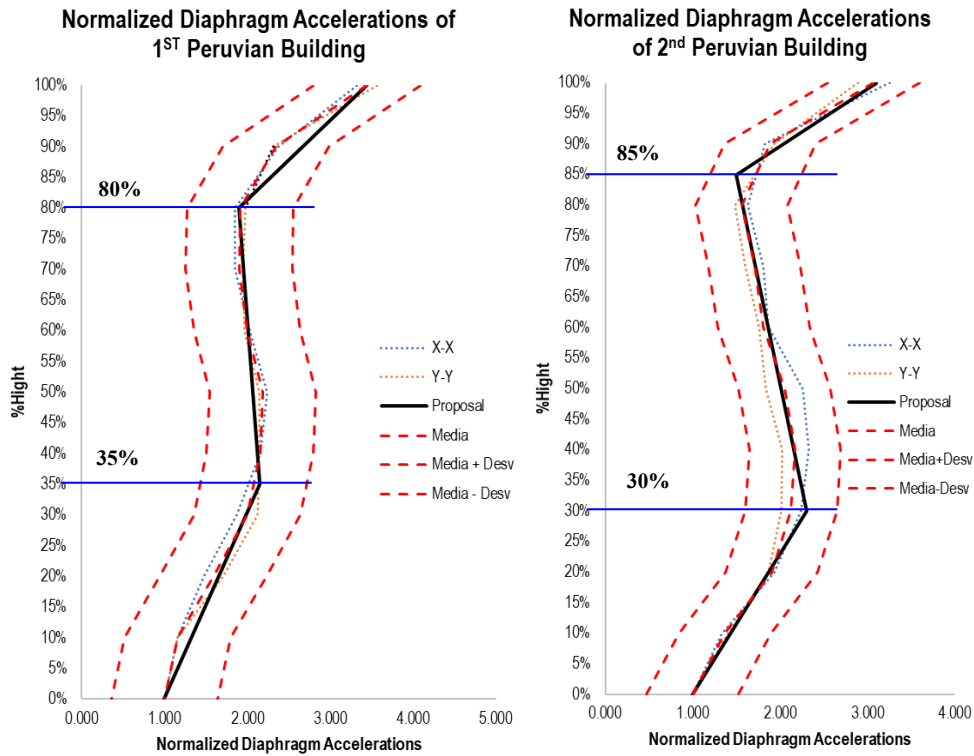 Normalized Diaphragm Accelerations of
1ST Peruvian Building
100%
95%
90%
85%
80%
75%
70%
65%
60%
55%
50%
45%
40%
35%
30%
25%
20%
15%
10%
5%
0%
%Hight
80%
35%
X-X
Y-Y
Proposal
Media
Media + Desv
Media - Desv
0.000 1.000 2.000 3.000 4.000 5.000
Normalized Diaphragm Accelerations
Normalized Diaphragm Accelerations
of 2nd Peruvian Building
100%
95%
90%
85%
80%
75%
70%
65%
60%
55%
50%
45%
40%
35%
30%
25%
20%
15%
10%
5%
0%
%Hight
85%
30%
X-X
Y-Y
Proposal
Media
Media+Desv
Media-Desv
0.000 1.000 2.000 3.000 4.000
Normalized Diaphragm Accelerations